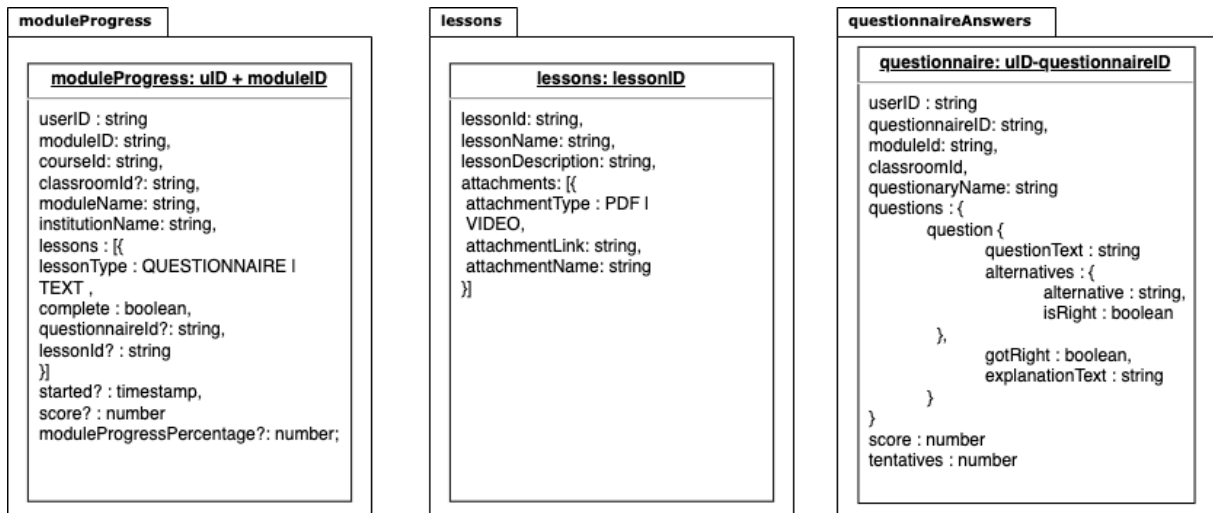 moduleProgress
moduleProgress: uID + moduleID
userID : string
moduleID: string,
courseId: string,
classroomId?: string,
moduleName: string,
institutionName: string,
lessons : [{
lessonType : QUESTIONNAIRE |
TEXT ,
complete : boolean,
questionnaireId?: string,
lessonId? : string
}]
started? : timestamp,
score? : number
moduleProgressPercentage?: number;
lessons
lessons: lessonID
lessonId: string,
lessonName: string,
lessonDescription: string,
attachments: [{
attachmentType : PDF |
VIDEO,
attachmentLink: string,
attachmentName: string
}]
questionnaireAnswers
questionnaire: uID-questionnaireID
userID : string
questionnaireID: string,
moduleId: string,
classroomId,
questionaryName: string
questions : {
question {
questionText : string
alternatives : {
alternative : string,
isRight : boolean
},
gotRight : boolean,
explanationText : string
}
}
score : number
tentatives : number